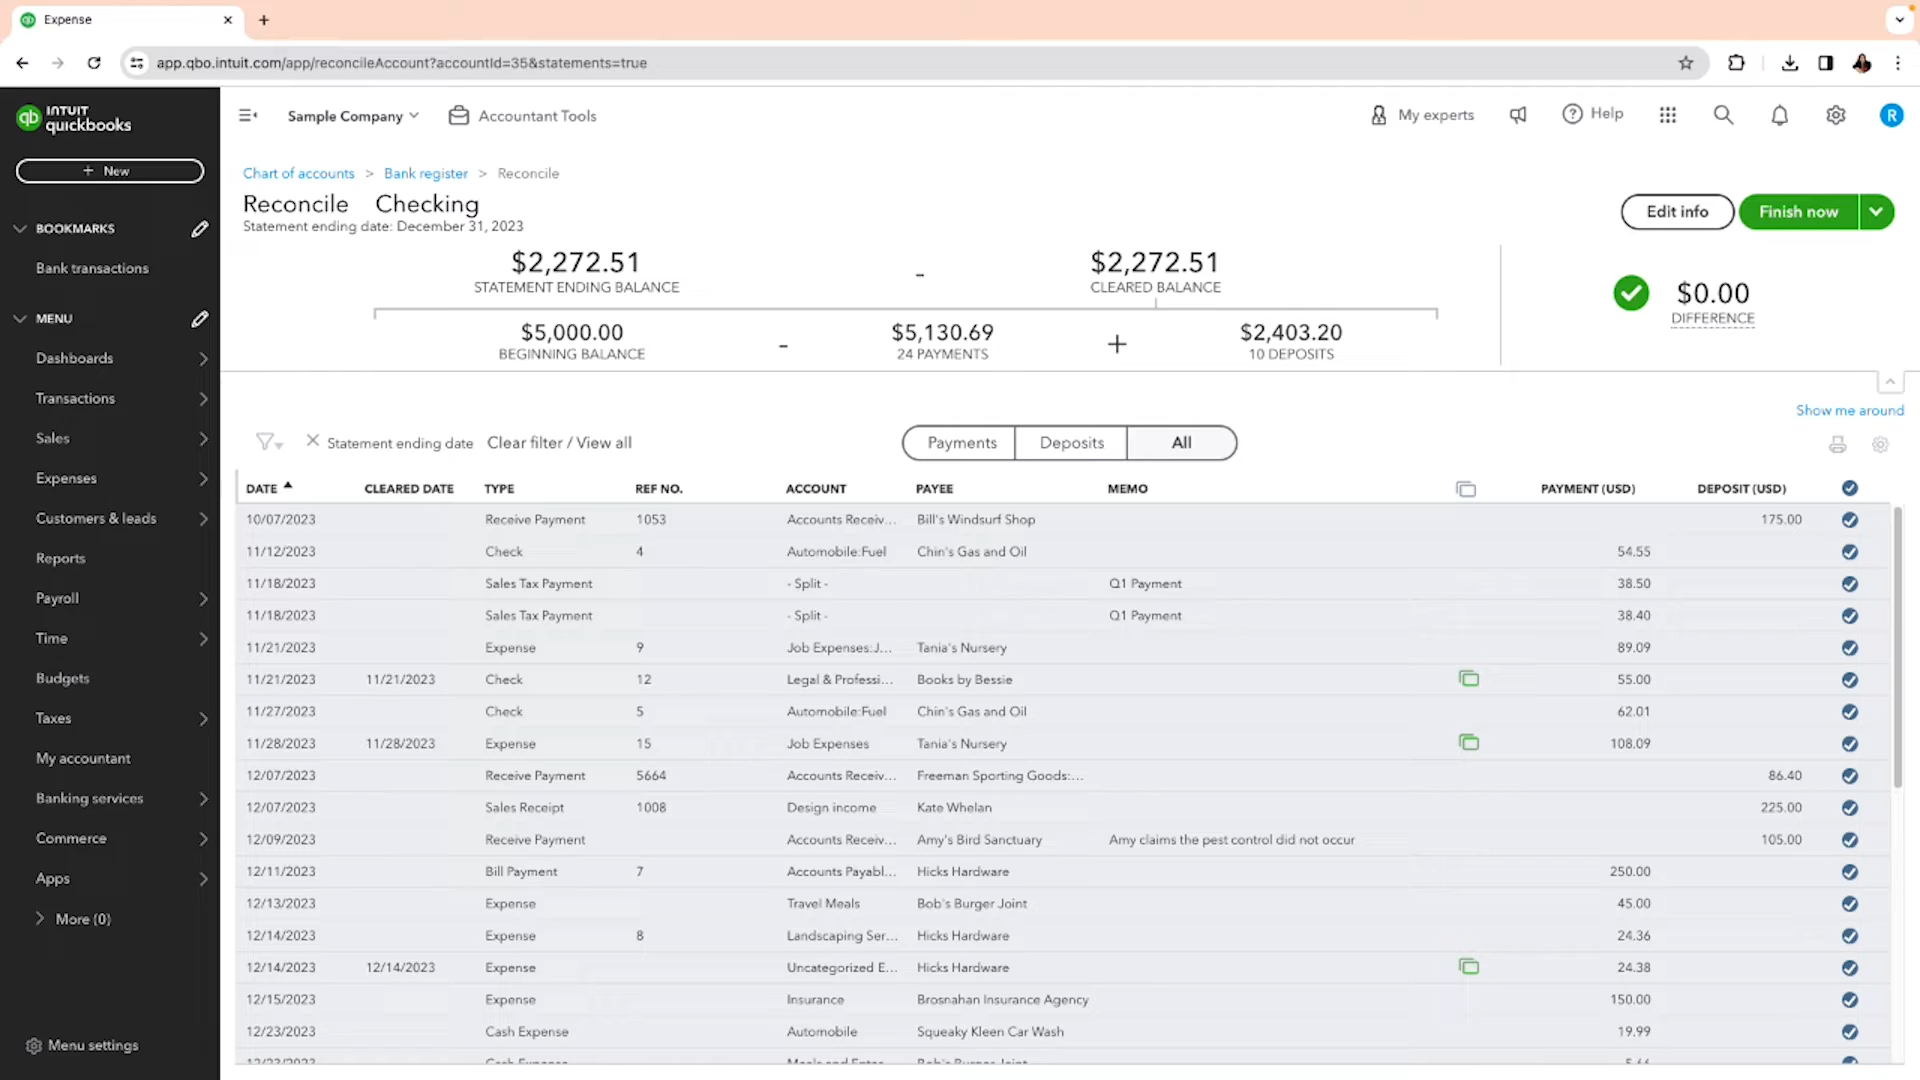 Expense
app.qbo.intuit.com/app/reconcileAccount?accountId=35&statements=true
INTUIT
quickbooks
qb
Sample Company
Accountant Tools
My experts
Help
R
+ New
BOOKMARKS
Bank transactions
MENU
Dashboards
Transactions
Sales
Expenses
Customers & leads
Reports
Payroll
Time
Budgets
Taxes
My accountant
Banking services
Commerce
Apps
More (0)
Menu settings
Chart of accounts > Bank register > Reconcile
Reconcile Checking
Statement ending date: December 31, 2023
Edit info
Finish now
$2,272.51 - $2,272.51
STATEMENT ENDING BALANCE CLEARED BALANCE
$5,000.00 - $5,130.69 + $2,403.20
BEGINNING BALANCE 24 PAYMENTS 10 DEPOSITS
$0.00
DIFFERENCE
Show me around
Statement ending date Clear filter / View all
Payments Deposits All
DATE CLEARED DATE TYPE REF NO. ACCOUNT PAYEE MEMO PAYMENT (USD) DEPOSIT (USD)
10/07/2023 Receive Payment 1053 Accounts Receiv... Bill's Windsurf Shop 175.00
11/12/2023 Check 4 Automobile:Fuel Chin's Gas and Oil 54.55
11/18/2023 Sales Tax Payment - Split - Q1 Payment 38.50
11/18/2023 Sales Tax Payment - Split - Q1 Payment 38.40
11/21/2023 Expense 9 Job Expenses:J... Tania's Nursery 89.09
11/21/2023 11/21/2023 Check 12 Legal & Professi... Books by Bessie 55.00
11/27/2023 Check 5 Automobile:Fuel Chin's Gas and Oil 62.01
11/28/2023 11/28/2023 Expense 15 Job Expenses Tania's Nursery 108.09
12/07/2023 Receive Payment 5664 Accounts Receiv... Freeman Sporting Goods:... 86.40
12/07/2023 Sales Receipt 1008 Design income Kate Whelan 225.00
12/09/2023 Receive Payment Accounts Receiv... Amy's Bird Sanctuary Amy claims the pest control did not occur 105.00
12/11/2023 Bill Payment 7 Accounts Payabl... Hicks Hardware 250.00
12/13/2023 Expense Travel Meals Bob's Burger Joint 45.00
12/14/2023 Expense 8 Landscaping Ser... Hicks Hardware 24.36
12/14/2023 12/14/2023 Expense Uncategorized E... Hicks Hardware 24.38
12/15/2023 Expense Insurance Brosnahan Insurance Agency 150.00
12/23/2023 Cash Expense Automobile Squeaky Kleen Car Wash 19.99
12/23/2023 Cash Expense Bob's Burger Joint